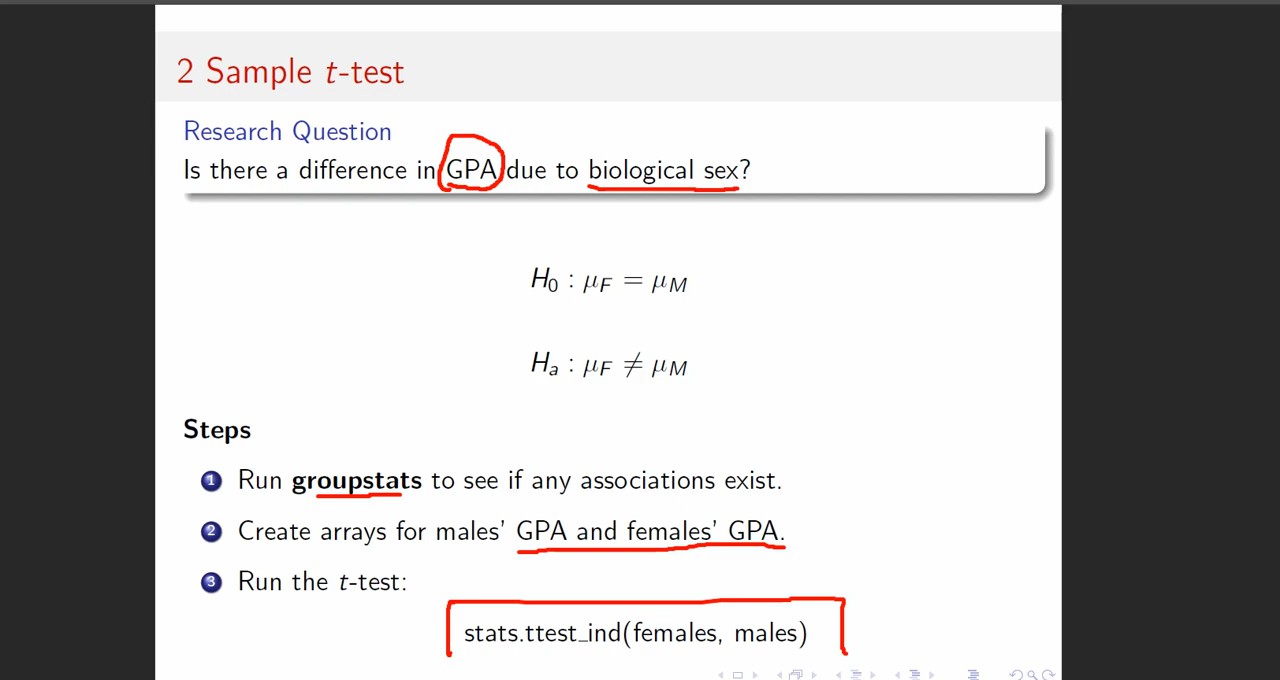 2 Sample t-test
Research Question
Is there a difference in GPA due to biological sex?
H₀ : μF = μM
Hₐ : μF ≠ μM
Steps
1 Run groupstats to see if any associations exist.
2 Create arrays for males' GPA and females' GPA.
3 Run the t-test:
stats.ttest_ind(females, males)